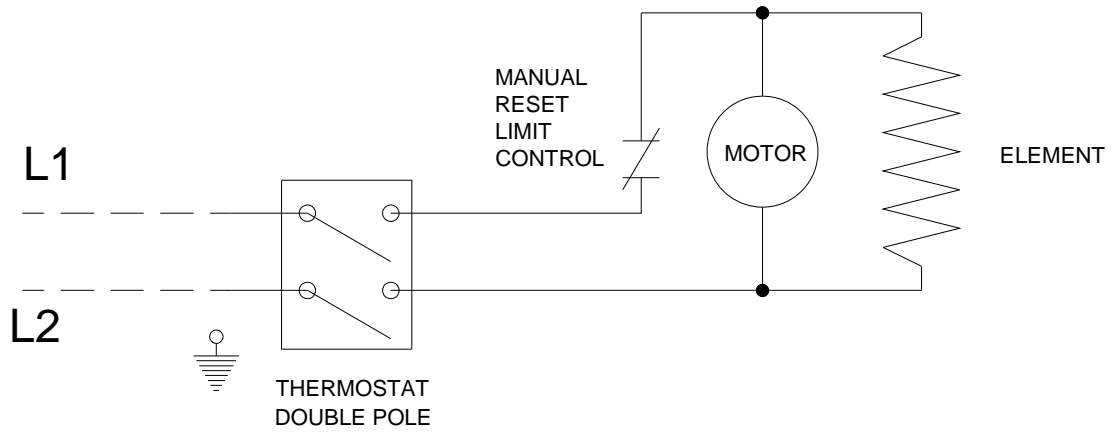 MANUAL
RESET
LIMIT
CONTROL
MOTOR
ELEMENT
L1
L2
THERMOSTAT
DOUBLE POLE